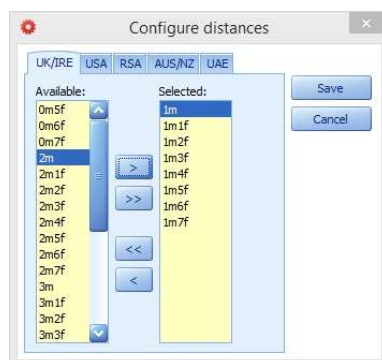 Configure distances
UK/IRE USA RSA AUS/NZ UAE
Available:
0m5f
0m6f
0m7f
2m
2m1f
2m2f
2m3f
2m4f
2m5f
2m6f
2m7f
3m
3m1f
3m2f
3m3f
>
>>
<<
<
Selected:
1m
1m1f
1m2f
1m3f
1m4f
1m5f
1m6f
1m7f
Save
Cancel